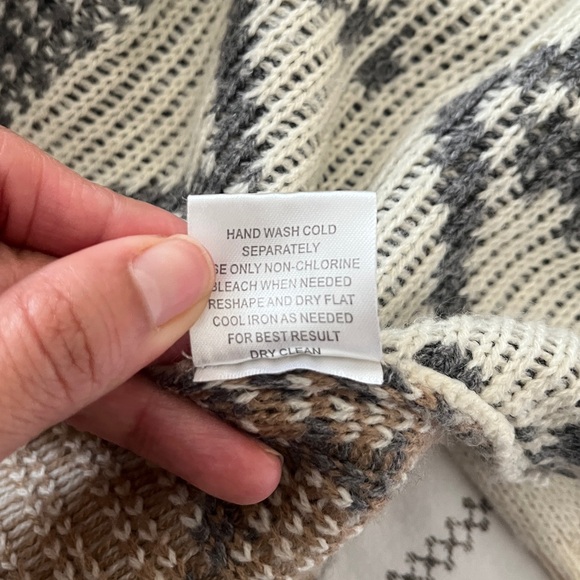 HAND WASH COLD
SEPARATELY
SE ONLY NON-CHLORINE
BLEACH WHEN NEEDED
RESHAPE AND DRY FLAT
COOL IRON AS NEEDED
FOR BEST RESULT
DRY CLEAN